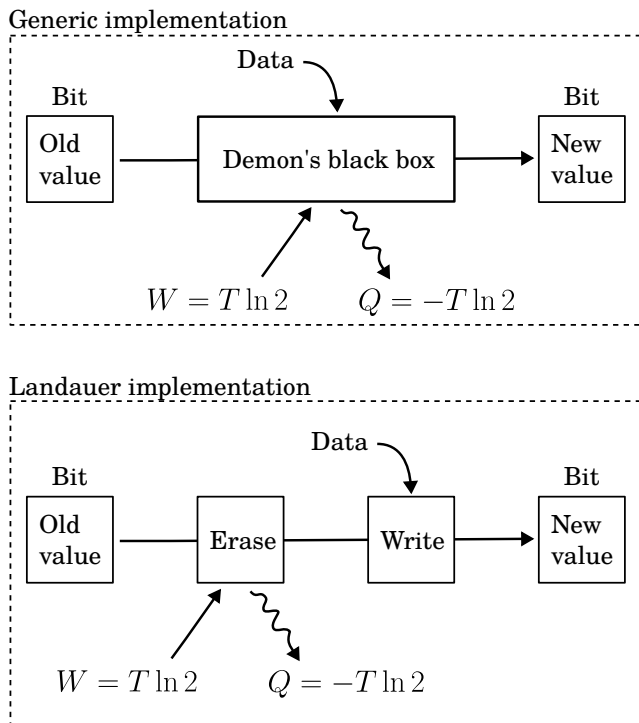 Generic implementation
Data
Bit
Bit
Old
value
Demon's black box
New
value
W = T ln 2
Q = −T ln 2
Landauer implementation
Data
Bit
Bit
Old
value
Erase
Write
New
value
W = T ln 2
Q = −T ln 2